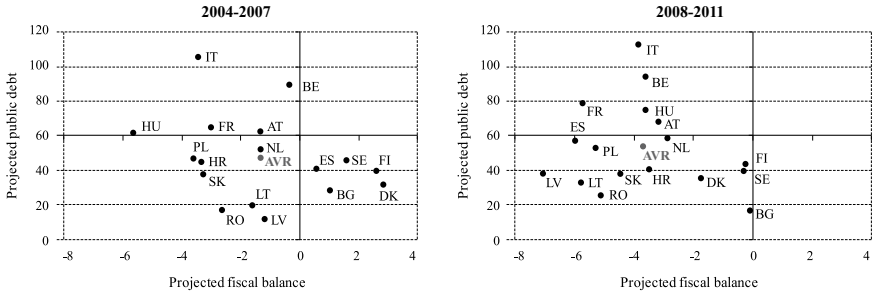 2004-2007
Projected public debt
120
100
80
60
40
20
0
IT
BE
HU
FR
AT
PL
NL
HR
AVR
SK
ES
SE
FI
BG
DK
LT
RO
LV
-8 -6 -4 -2 0 2 4
Projected fiscal balance
2008-2011
Projected public debt
120
100
80
60
40
20
0
IT
BE
FR
HU
AT
ES
PL
NL
AVR
FI
LV
LT
SK
HR
DK
SE
RO
BG
-8 -6 -4 -2 0 2 4
Projected fiscal balance